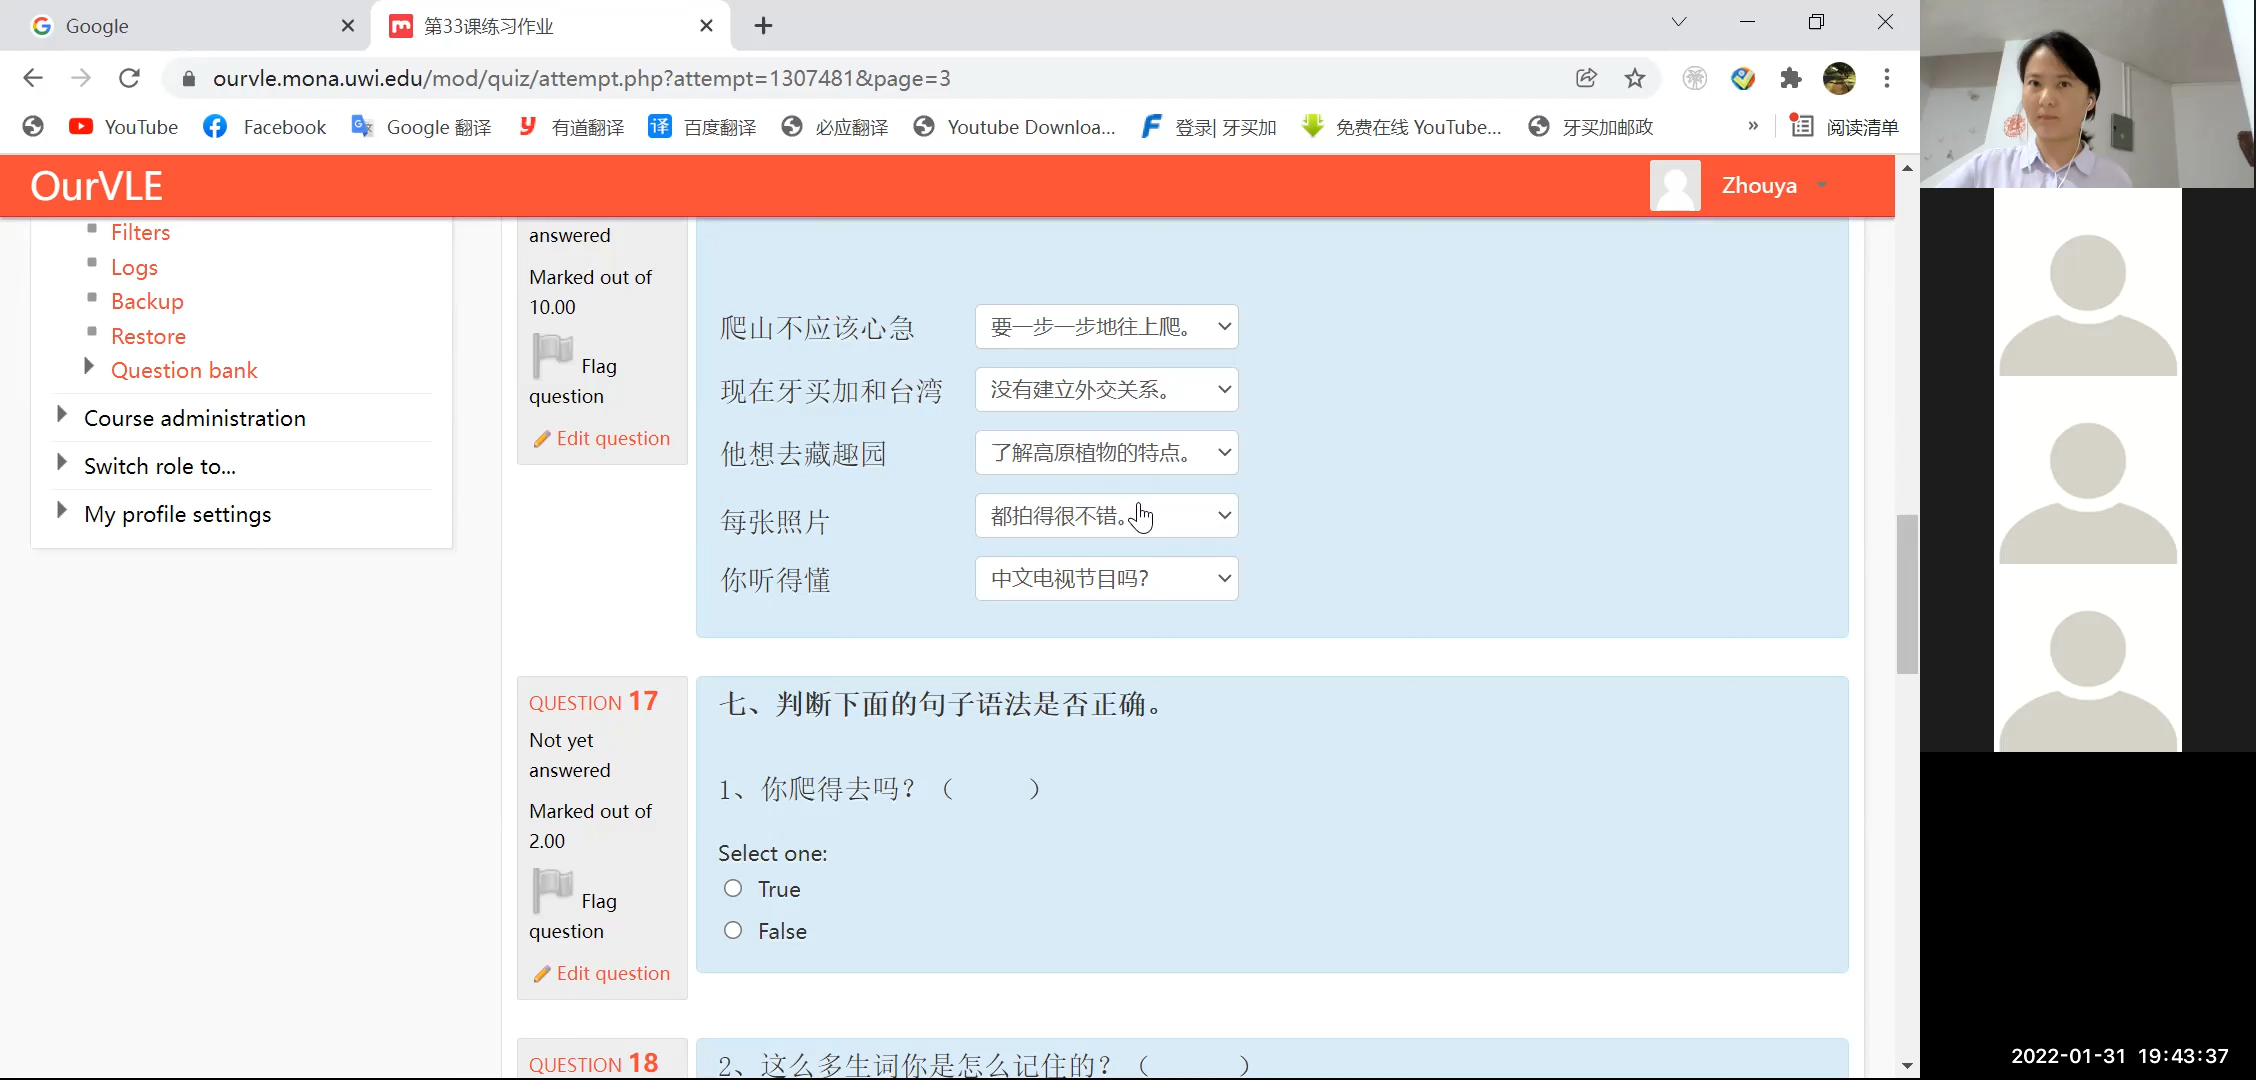 Google
第33课练习作业
ourvle.mona.uwi.edu/mod/quiz/attempt.php?attempt=1307481&page=3
YouTube
Facebook
Google 翻译
有道翻译
百度翻译
必应翻译
Youtube Downloa...
登录| 牙买加
免费在线 YouTube...
牙买加邮政
»
阅读清单
OurVLE
Zhouya
Filters
Logs
Backup
Restore
Question bank
Course administration
Switch role to...
My profile settings
answered
Marked out of
10.00
Flag
question
Edit question
爬山不应该心急 要一步一步地往上爬。
现在牙买加和台湾 没有建立外交关系。
他想去藏趣园 了解高原植物的特点。
每张照片 都拍得很不错。
你听得懂 中文电视节目吗?
QUESTION 17
Not yet
answered
Marked out of
2.00
Flag
question
Edit question
七、判断下面的句子语法是否正确。
1、你爬得去吗？（ ）
Select one:
True
False
QUESTION 18
2、这么多生词你是怎么记住的？（ ）
2022-01-31 19:43:37